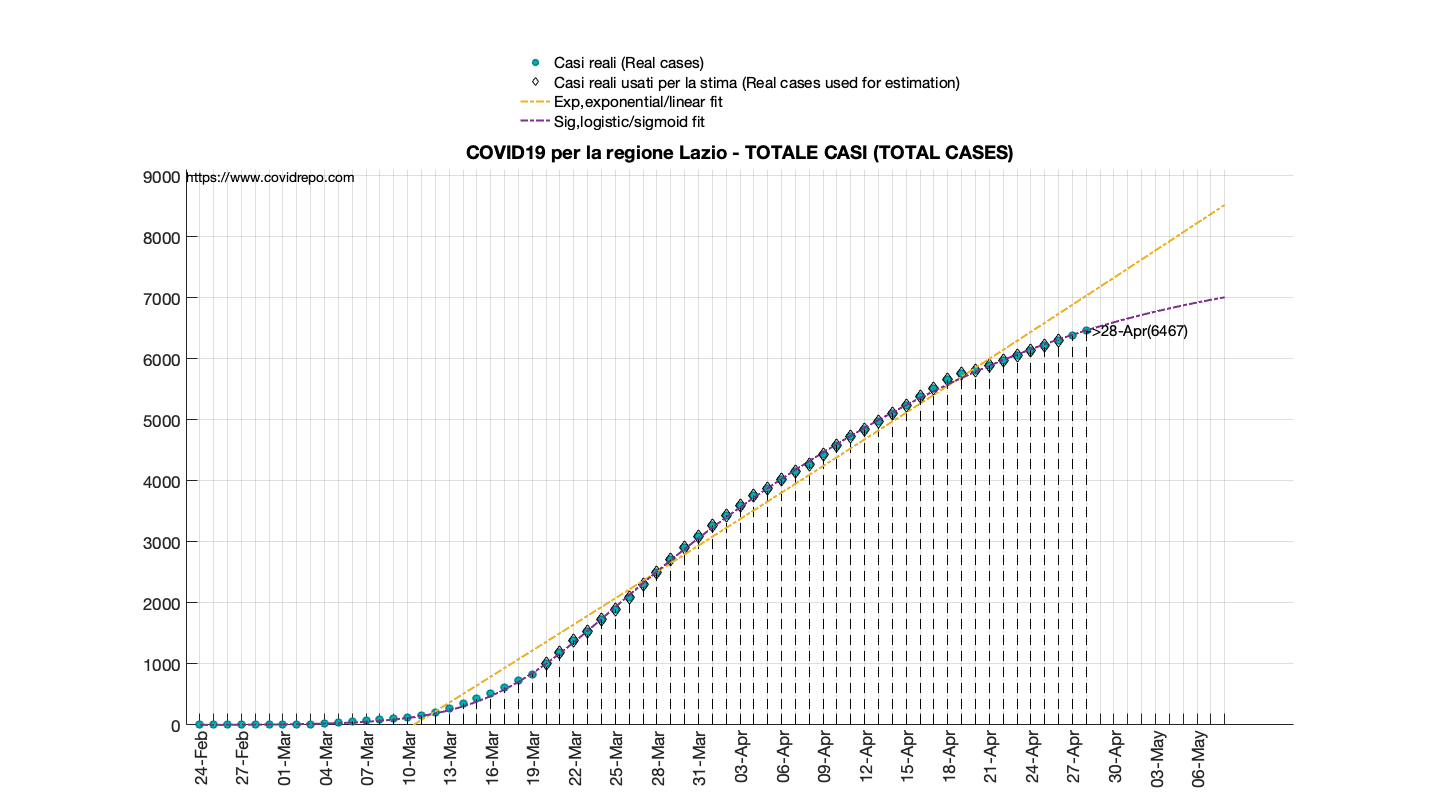 Casi reali (Real cases)
Casi reali usati per la stima (Real cases used for estimation)
Exp,exponential/linear fit
Sig,logistic/sigmoid fit
COVID19 per la regione Lazio - TOTALE CASI (TOTAL CASES)
https://www.covidrepo.com
9000
8000
7000
6000
5000
4000
3000
2000
1000
0
->28-Apr(6467)
24-Feb
27-Feb
01-Mar
04-Mar
07-Mar
10-Mar
13-Mar
16-Mar
19-Mar
22-Mar
25-Mar
28-Mar
31-Mar
03-Apr
06-Apr
09-Apr
12-Apr
15-Apr
18-Apr
21-Apr
24-Apr
27-Apr
30-Apr
03-May
06-May